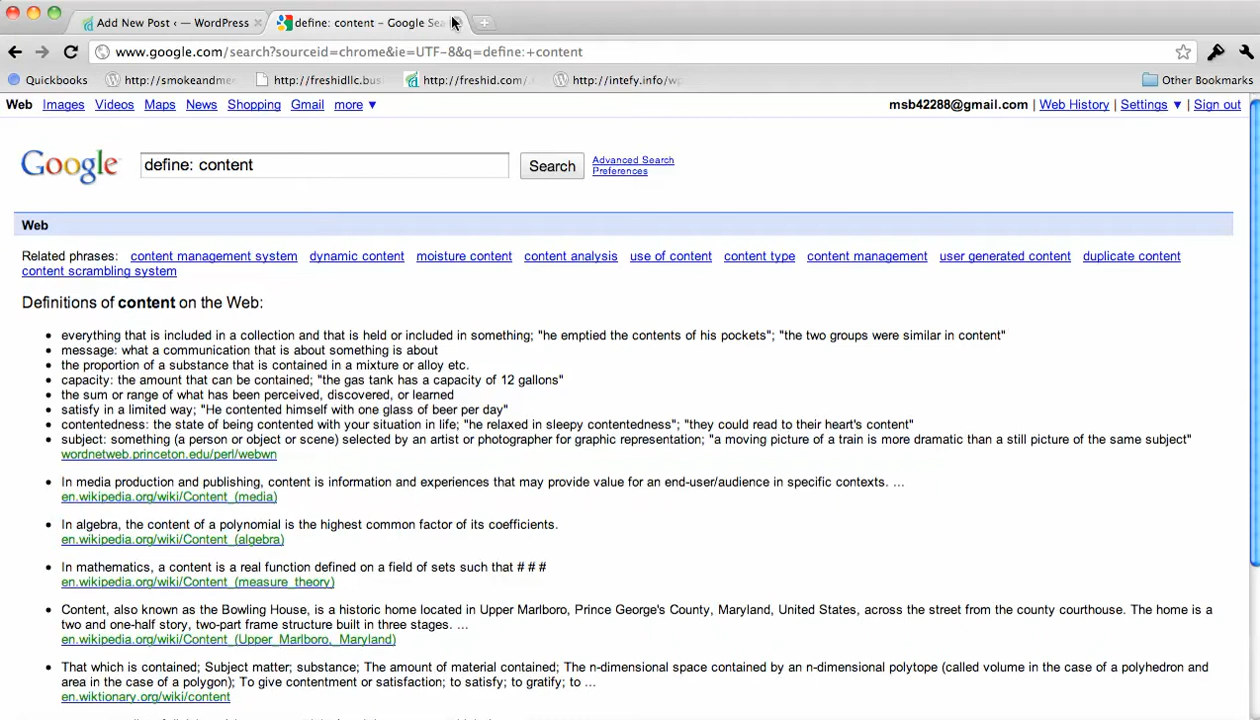 Add New Post ‹ — WordPress
define: content - Google Sea
www.google.com/search?sourceid=chrome&ie=UTF-8&q=define:+content
Quickbooks http://smokeandme http://freshidllc.bus http://freshid.com/ http://intefy.info/wp Other Bookmarks
Web Images Videos Maps News Shopping Gmail more ▼ msb42288@gmail.com | Web History | Settings ▼ | Sign out
Google define: content Search Advanced Search
Preferences
Web
Related phrases: content management system dynamic content moisture content content analysis use of content content type content management user generated content duplicate content
content scrambling system
Definitions of content on the Web:
• everything that is included in a collection and that is held or included in something; "he emptied the contents of his pockets"; "the two groups were similar in content"
• message: what a communication that is about something is about
• the proportion of a substance that is contained in a mixture or alloy etc.
• capacity: the amount that can be contained; "the gas tank has a capacity of 12 gallons"
• the sum or range of what has been perceived, discovered, or learned
• satisfy in a limited way; "He contented himself with one glass of beer per day"
• contentedness: the state of being contented with your situation in life; "he relaxed in sleepy contentedness"; "they could read to their heart's content"
• subject: something (a person or object or scene) selected by an artist or photographer for graphic representation; "a moving picture of a train is more dramatic than a still picture of the same subject"
wordnetweb.princeton.edu/perl/webwn
• In media production and publishing, content is information and experiences that may provide value for an end-user/audience in specific contexts. ...
en.wikipedia.org/wiki/Content_(media)
• In algebra, the content of a polynomial is the highest common factor of its coefficients.
en.wikipedia.org/wiki/Content_(algebra)
• In mathematics, a content is a real function defined on a field of sets such that # # #
en.wikipedia.org/wiki/Content_(measure_theory)
• Content, also known as the Bowling House, is a historic home located in Upper Marlboro, Prince George's County, Maryland, United States, across the street from the county courthouse. The home is a
two and one-half story, two-part frame structure built in three stages. ...
en.wikipedia.org/wiki/Content_(Upper_Marlboro,_Maryland)
• That which is contained; Subject matter; substance; The amount of material contained; The n-dimensional space contained by an n-dimensional polytope (called volume in the case of a polyhedron and
area in the case of a polygon); To give contentment or satisfaction; to satisfy; to gratify; to ...
en.wiktionary.org/wiki/content